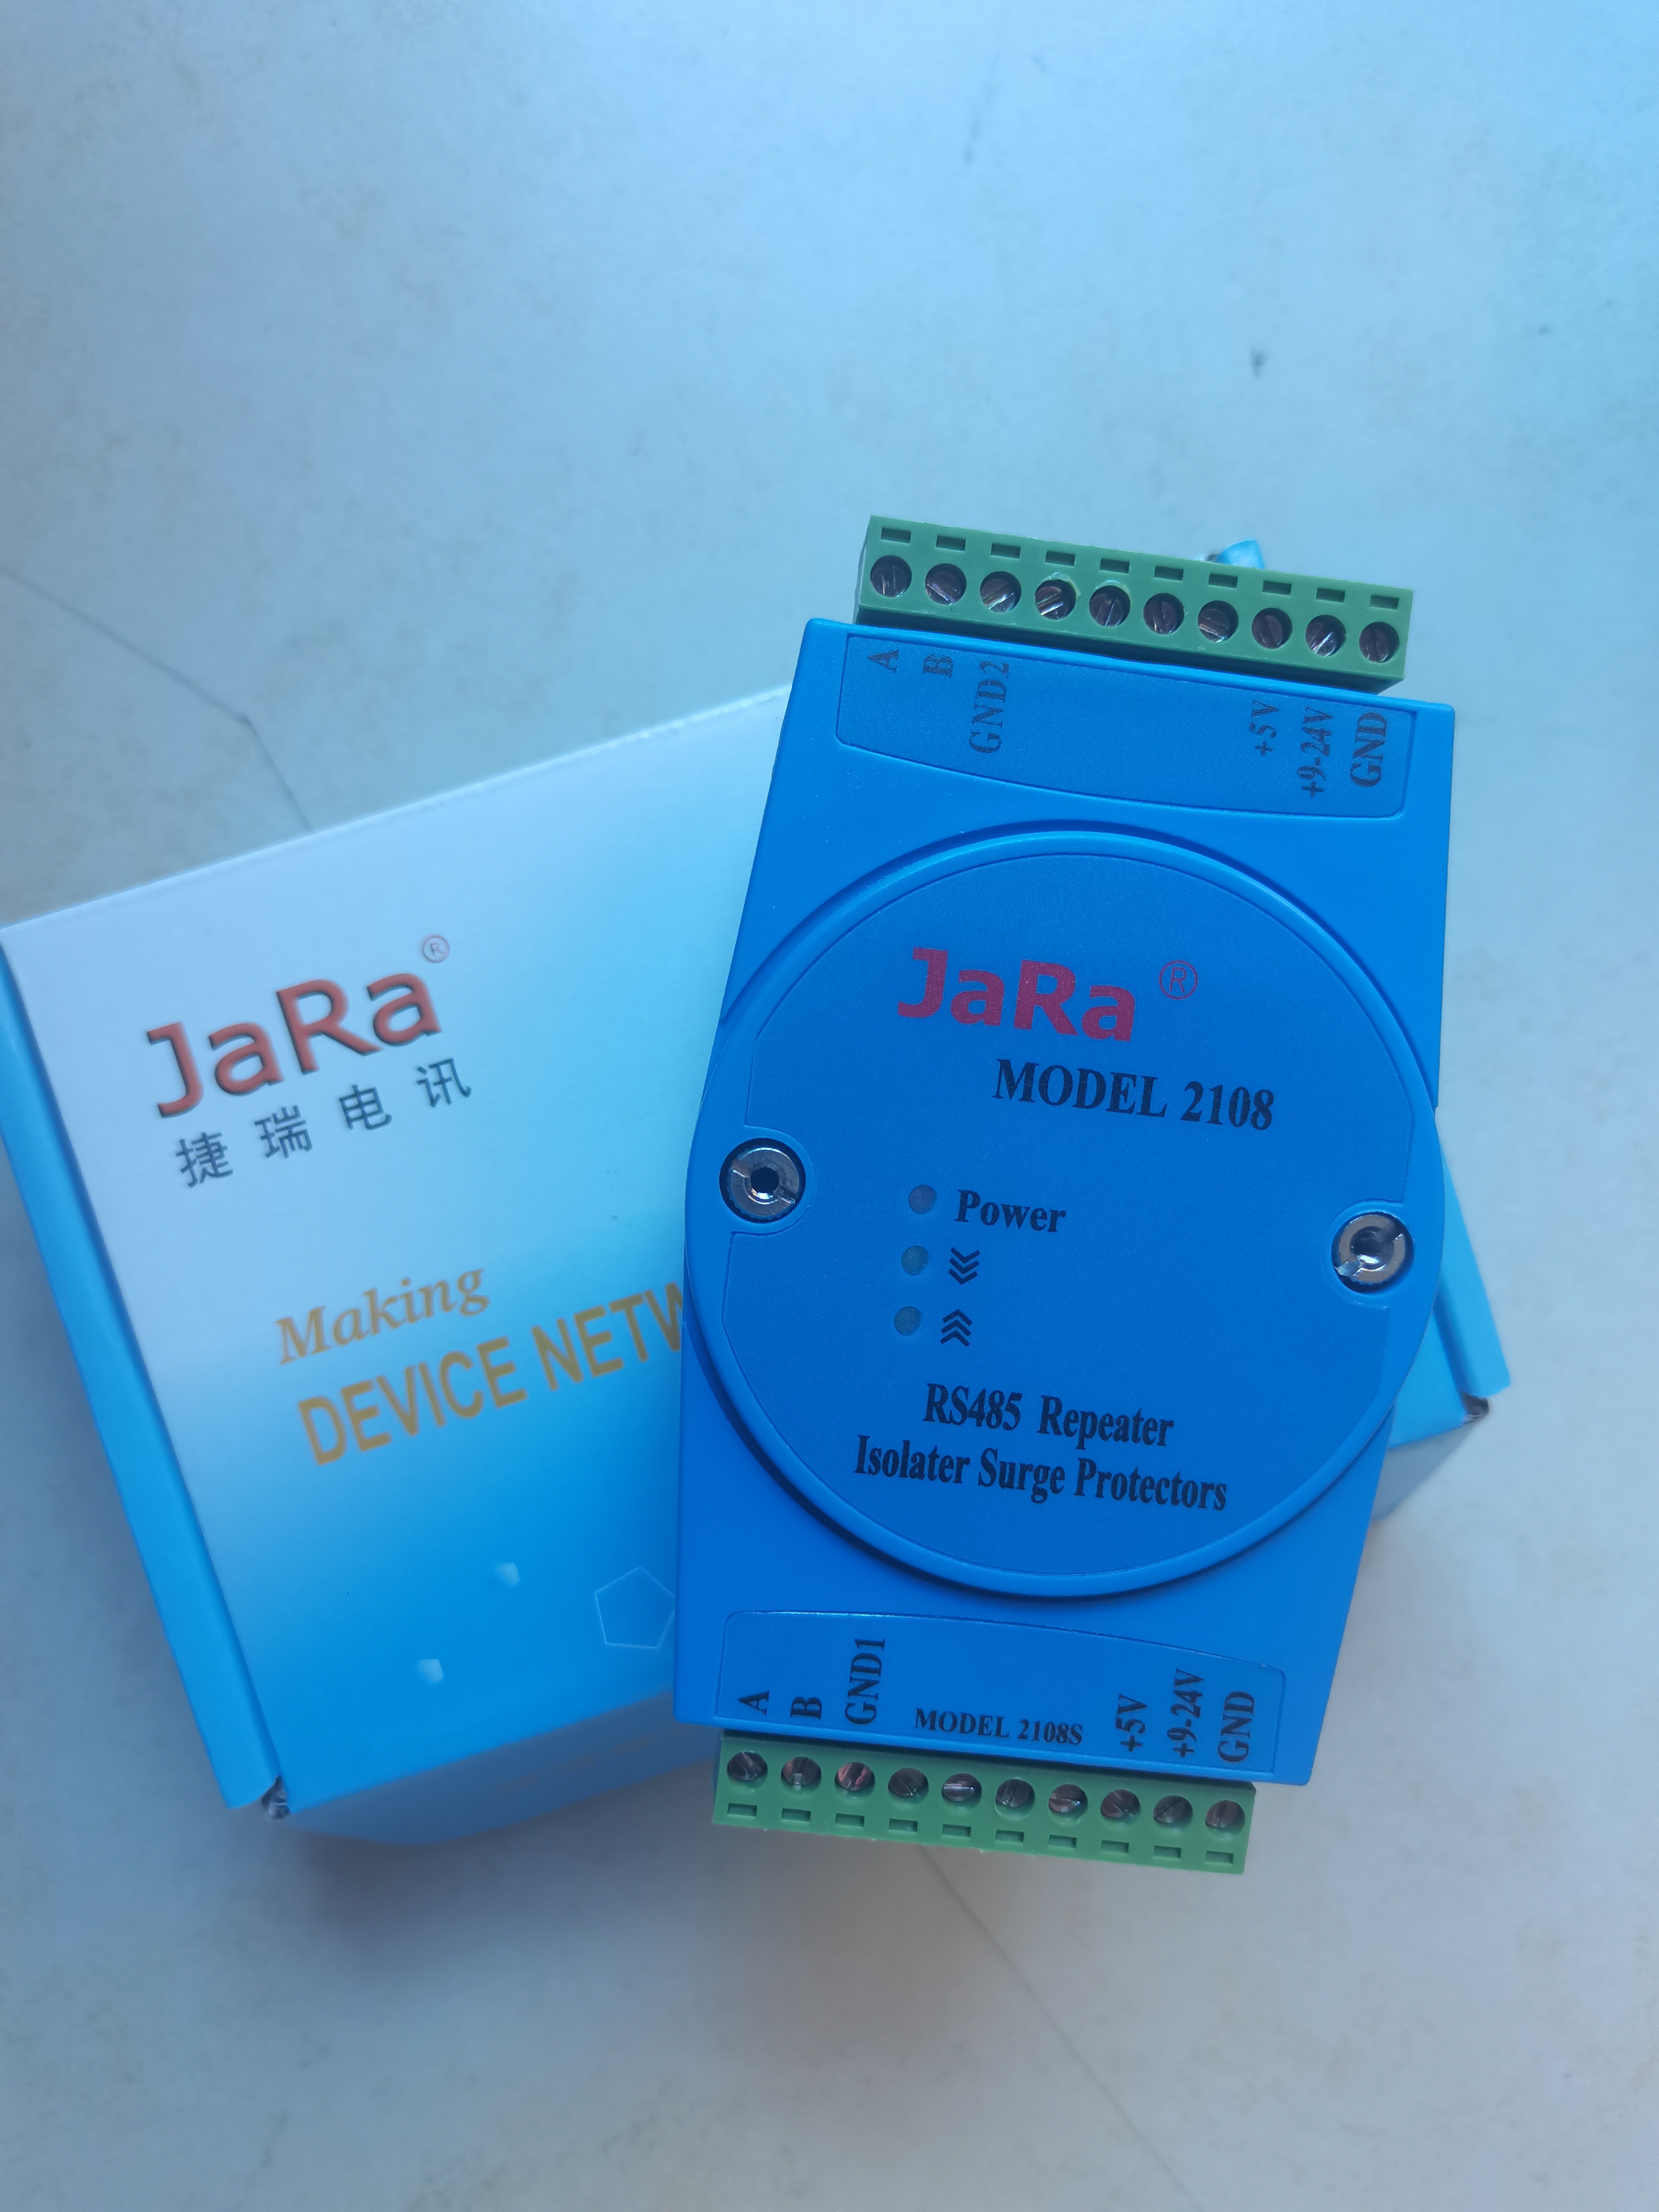 JaRa®
捷瑞电讯
Making
DEVICE NETW
A
B
GND2
+5V
+9-24V
GND
JaRa®
MODEL 2108
Power
RS485 Repeater
Isolater Surge Protectors
A
B
GND1
MODEL 2108S
+5V
+9-24V
GND